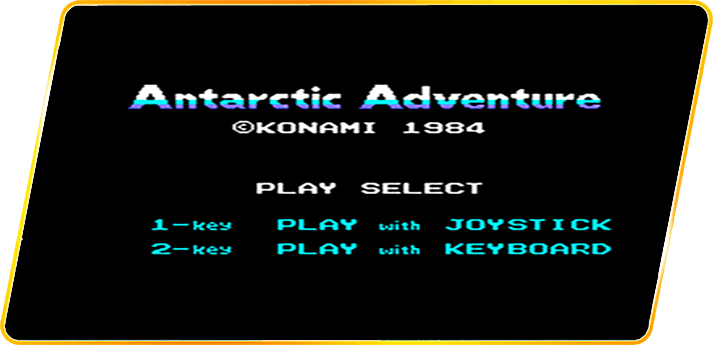 Antarctic Adventure
©KONAMI 1984
PLAY SELECT
1-key PLAY with JOYSTICK
2-key PLAY with KEYBOARD